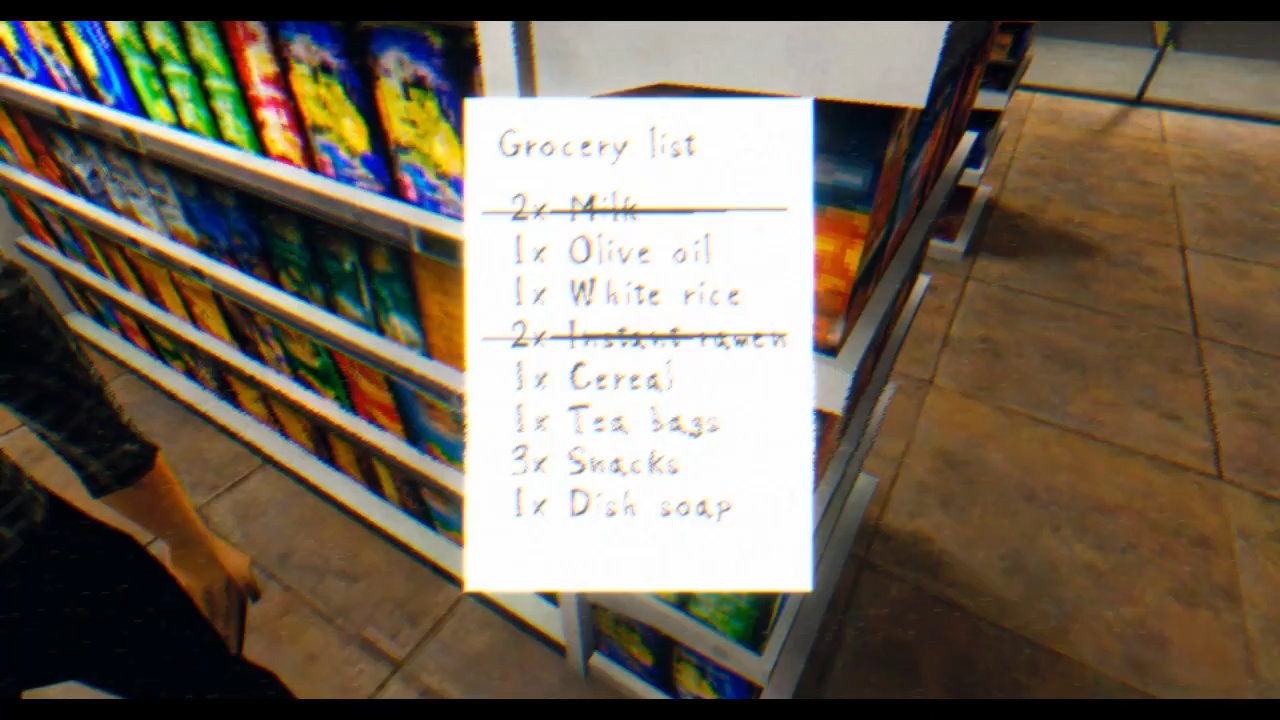 Grocery list
2x Milk
1x Olive oil
1x White rice
2x Instant ramen
1x Cereal
1x Tea bags
3x Snacks
1x Dish soap